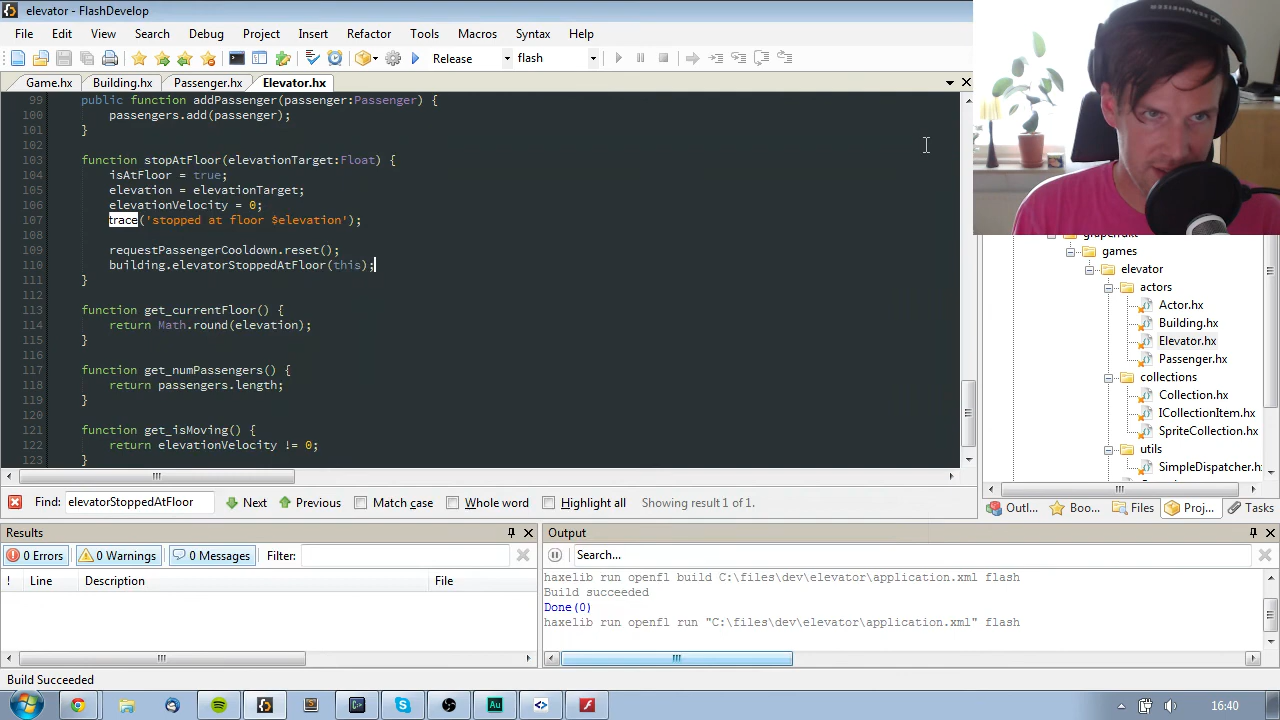 elevator - FlashDevelop
File Edit View Search Debug Project Insert Refactor Tools Macros Syntax Help
Release flash
Game.hx Building.hx Passenger.hx Elevator.hx
99 public function addPassenger(passenger:Passenger) {
100 passengers.add(passenger);
101 }
102
103 function stopAtFloor(elevationTarget:Float) {
104 isAtFloor = true;
105 elevation = elevationTarget;
106 elevationVelocity = 0;
107 trace('stopped at floor $elevation');
108
109 requestPassengerCooldown.reset();
110 building.elevatorStoppedAtFloor(this);
111 }
112
113 function get_currentFloor() {
114 return Math.round(elevation);
115 }
116
117 function get_numPassengers() {
118 return passengers.length;
119 }
120
121 function get_isMoving() {
122 return elevationVelocity != 0;
123 }
games
elevator
actors
Actor.hx
Building.hx
Elevator.hx
Passenger.hx
collections
Collection.hx
ICollectionItem.hx
SpriteCollection.hx
utils
SimpleDispatcher.hx
Outl... Boo... Files Proj... Tasks
Find: elevatorStoppedAtFloor Next Previous Match case Whole word Highlight all Showing result 1 of 1.
Results
0 Errors 0 Warnings 0 Messages Filter:
! Line Description File
Output
Search...
haxelib run openfl build C:\files\dev\elevator\application.xml flash
Build succeeded
Done(0)
haxelib run openfl run "C:\files\dev\elevator\application.xml" flash
Build Succeeded
16:40